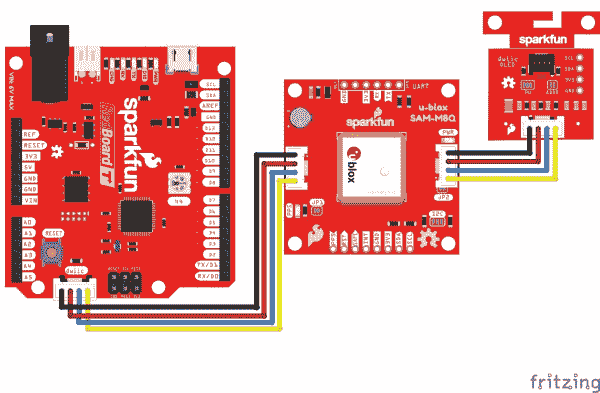 VIN 6V MAX
REF
RESET
3V3
5V
GND
GND
VIN
A0
A1
A2
A3
A4
A5
RESET
Qwiic
SCL
SDA
AREF
GND
D13
D12
D11
D10
D9
D8
D7
D6
D5
D4
D3
D2
TX/D1
RX/D0
RedBoard
sparkfun
UART
u-blox
SAM-M8Q
sparkfun
PWR
blox
JP1
JP2
I2C
sparkfun
Qwiic
OLED
SCL
SDA
3V3
GND
fritzing